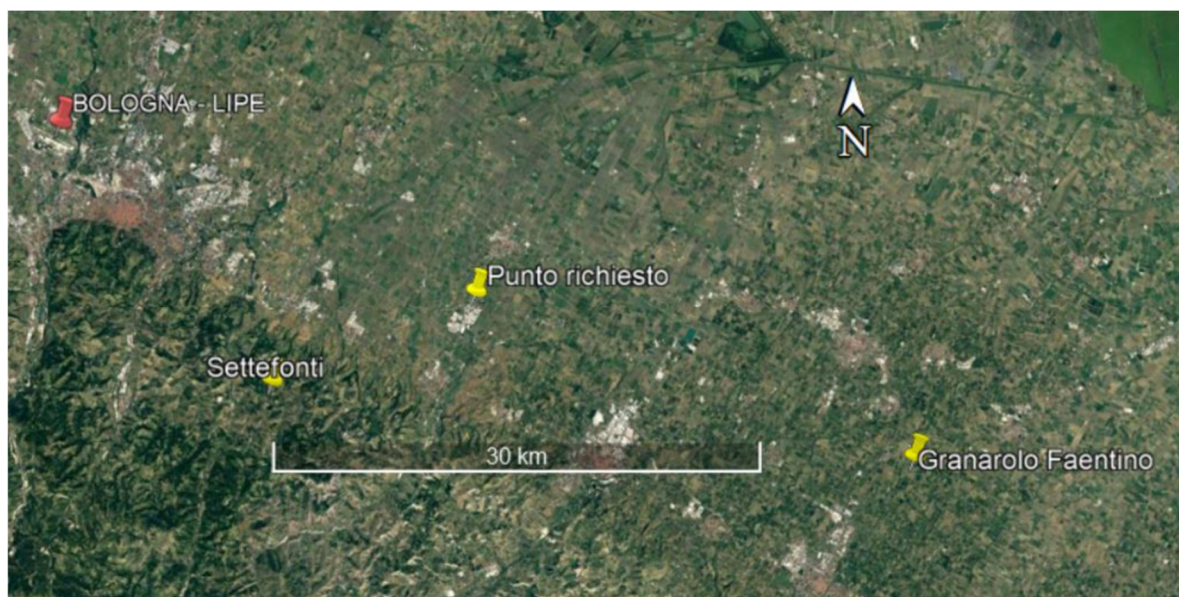 BOLOGNA - LIPE
N
Punto richiesto
Settefonti
30 km
Granarolo Faentino